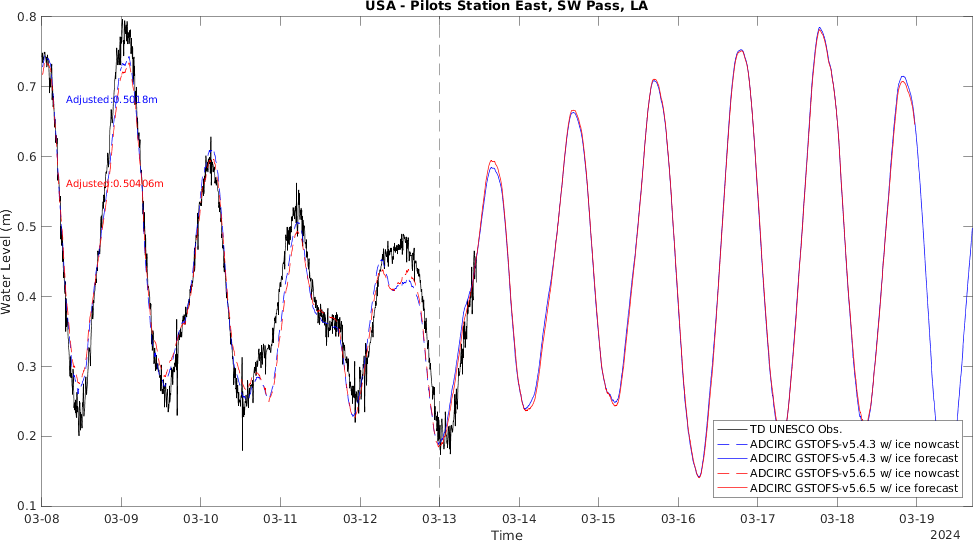 USA - Pilots Station East, SW Pass, LA
0.8
0.7
0.6
0.5
0.4
0.3
0.2
0.1
Water Level (m)
Adjusted:0.5018m
Adjusted:0.50406m
TD UNESCO Obs.
ADCIRC GSTOFS-v5.4.3 w/ ice nowcast
ADCIRC GSTOFS-v5.4.3 w/ ice forecast
ADCIRC GSTOFS-v5.6.5 w/ ice nowcast
ADCIRC GSTOFS-v5.6.5 w/ ice forecast
03-08 03-09 03-10 03-11 03-12 03-13 03-14 03-15 03-16 03-17 03-18 03-19
Time
2024